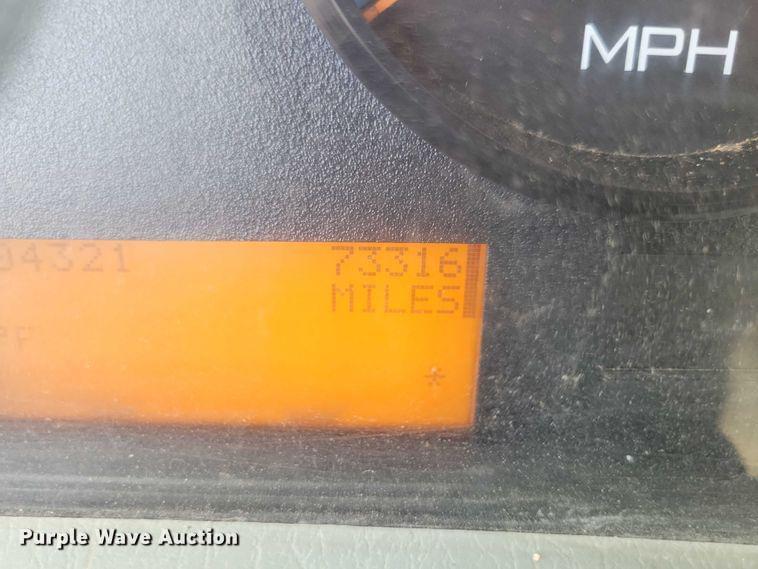 MPH
04321 73316
MILES
°F
*
Purple Wave Auction